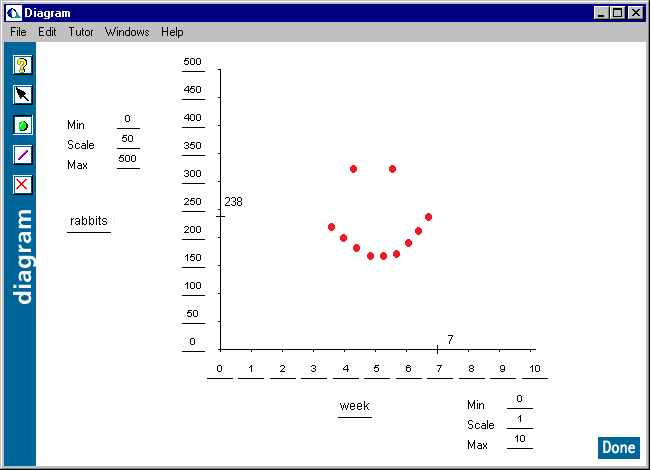 Diagram
File Edit Tutor Windows Help
?
diagram
Min 0
Scale 50
Max 500
rabbits
500
450
400
350
300
250
200
150
100
50
0
238
7
0 1 2 3 4 5 6 7 8 9 10
week
Min 0
Scale 1
Max 10
Done